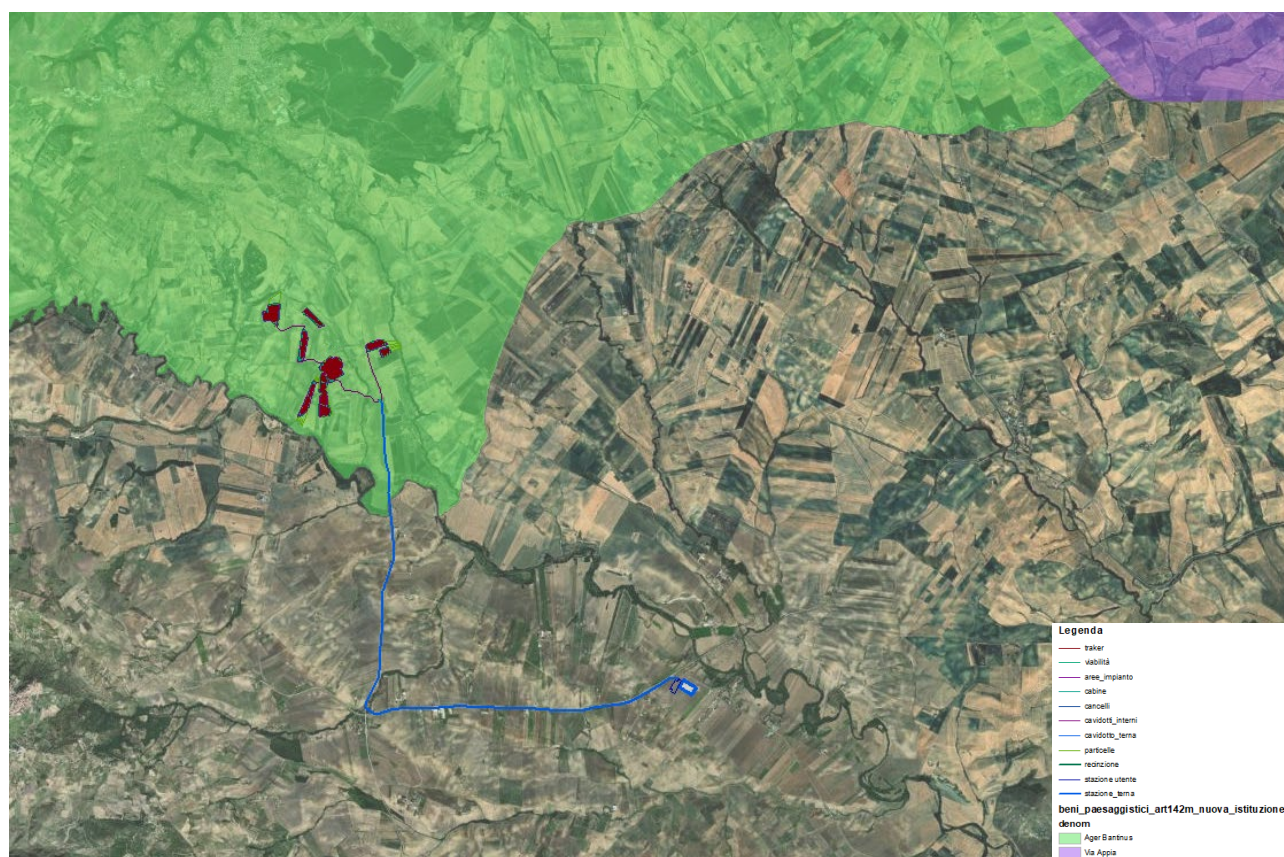 Legenda
traker
viabilità
aree_impianto
cabine
cancelli
cavidotti_interni
cavidotto_terna
particelle
recinzione
stazione utente
stazione_terna
beni_paesaggistici_art142m_nuova_istituzione
denom
Ager Bantinus
Via Appia